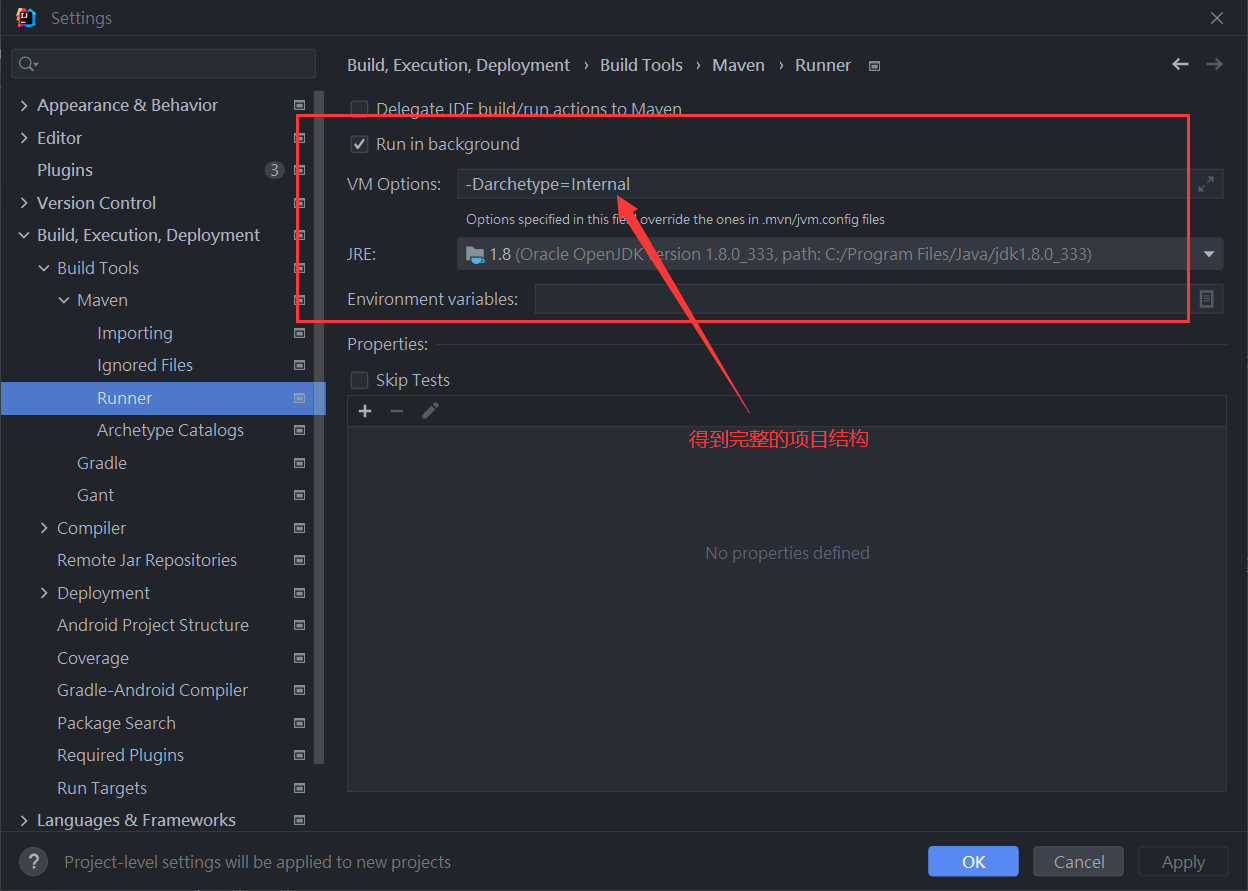 Settings
Build, Execution, Deployment › Build Tools › Maven › Runner
Appearance & Behavior
Editor
Plugins 3
Version Control
Build, Execution, Deployment
Build Tools
Maven
Importing
Ignored Files
Runner
Archetype Catalogs
Gradle
Gant
Compiler
Remote Jar Repositories
Deployment
Android Project Structure
Coverage
Gradle-Android Compiler
Package Search
Required Plugins
Run Targets
Languages & Frameworks
Delegate IDE build/run actions to Maven
Run in background
VM Options: -Darchetype=Internal
Options specified in this field override the ones in .mvn/jvm.config files
JRE: 1.8 (Oracle OpenJDK version 1.8.0_333, path: C:/Program Files/Java/jdk1.8.0_333)
Environment variables:
Properties:
Skip Tests
得到完整的项目结构
No properties defined
? Project-level settings will be applied to new projects
OK Cancel Apply